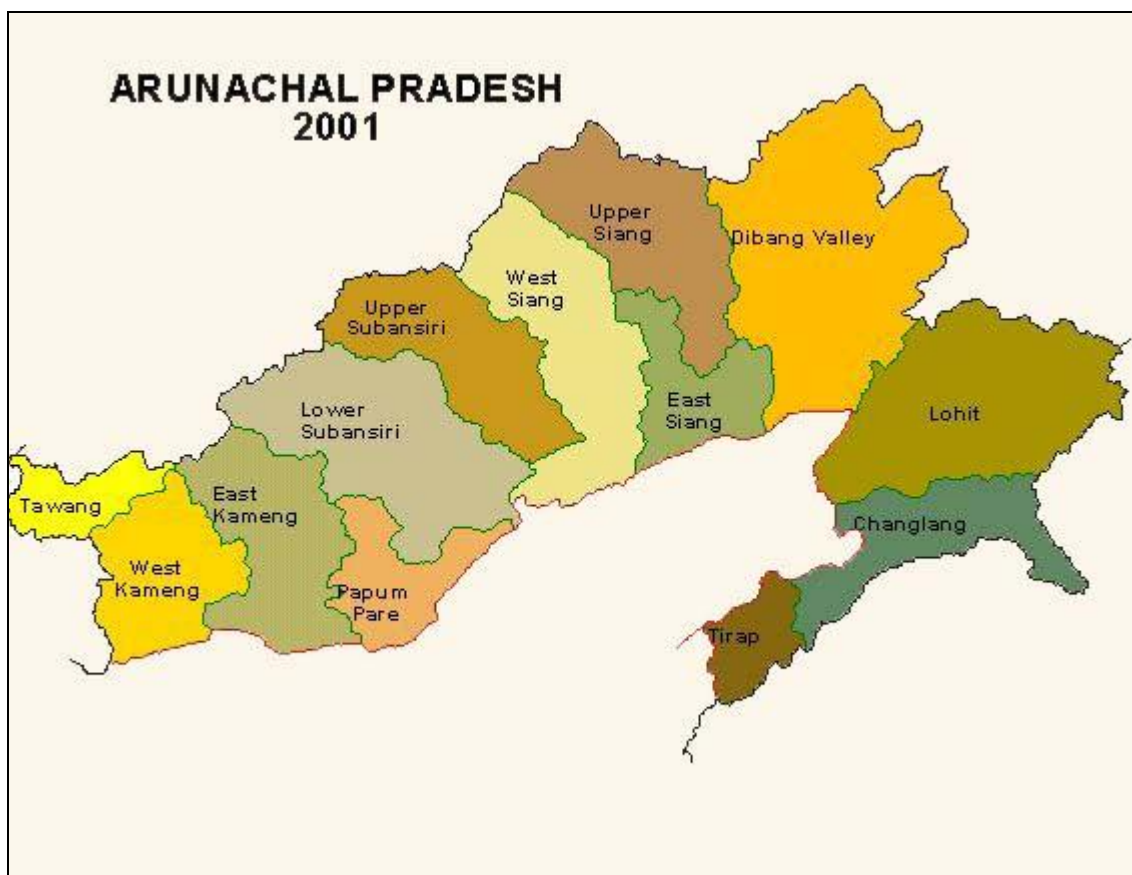 ARUNACHAL PRADESH
2001
Upper
Siang
Dibang Valley
West
Siang
Upper
Subansiri
East
Siang
Lohit
Lower
Subansiri
Tawang
East
Kameng
Changlang
West
Kameng
Papum
Pare
Tirap